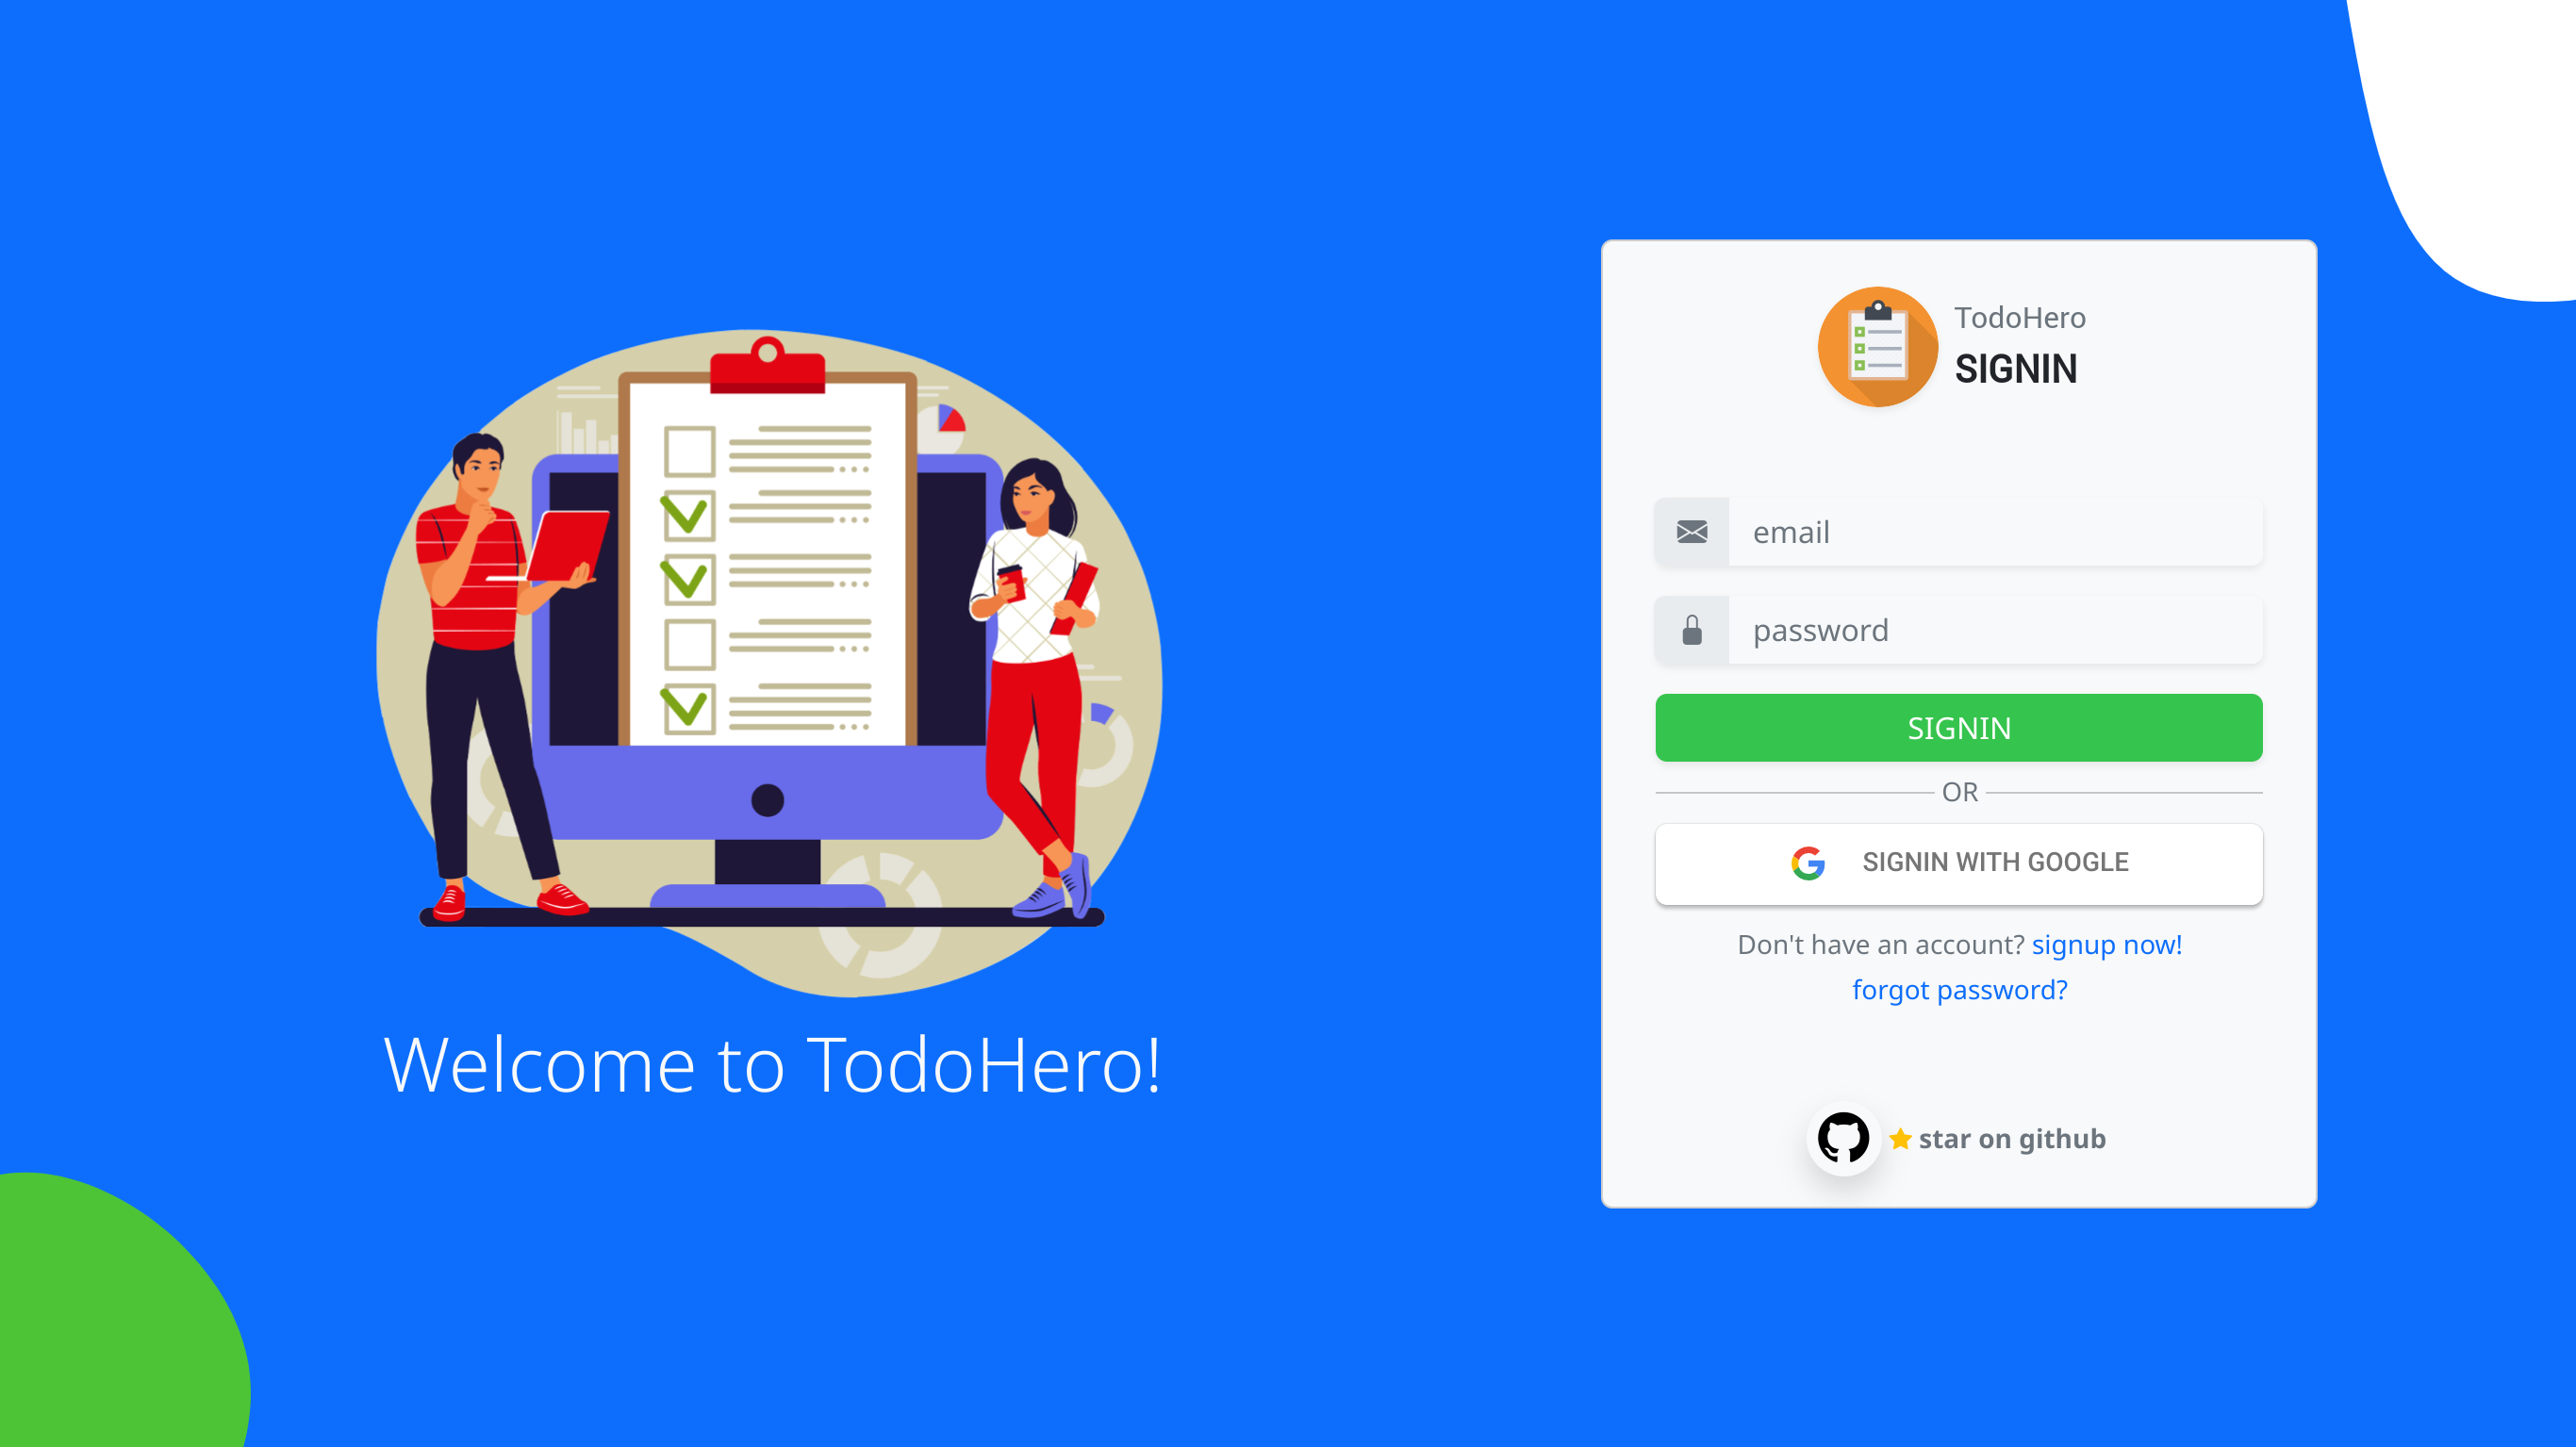 Welcome to TodoHero!
TodoHero
SIGNIN
email
password
SIGNIN
OR
SIGNIN WITH GOOGLE
Don't have an account? signup now!
forgot password?
star on github